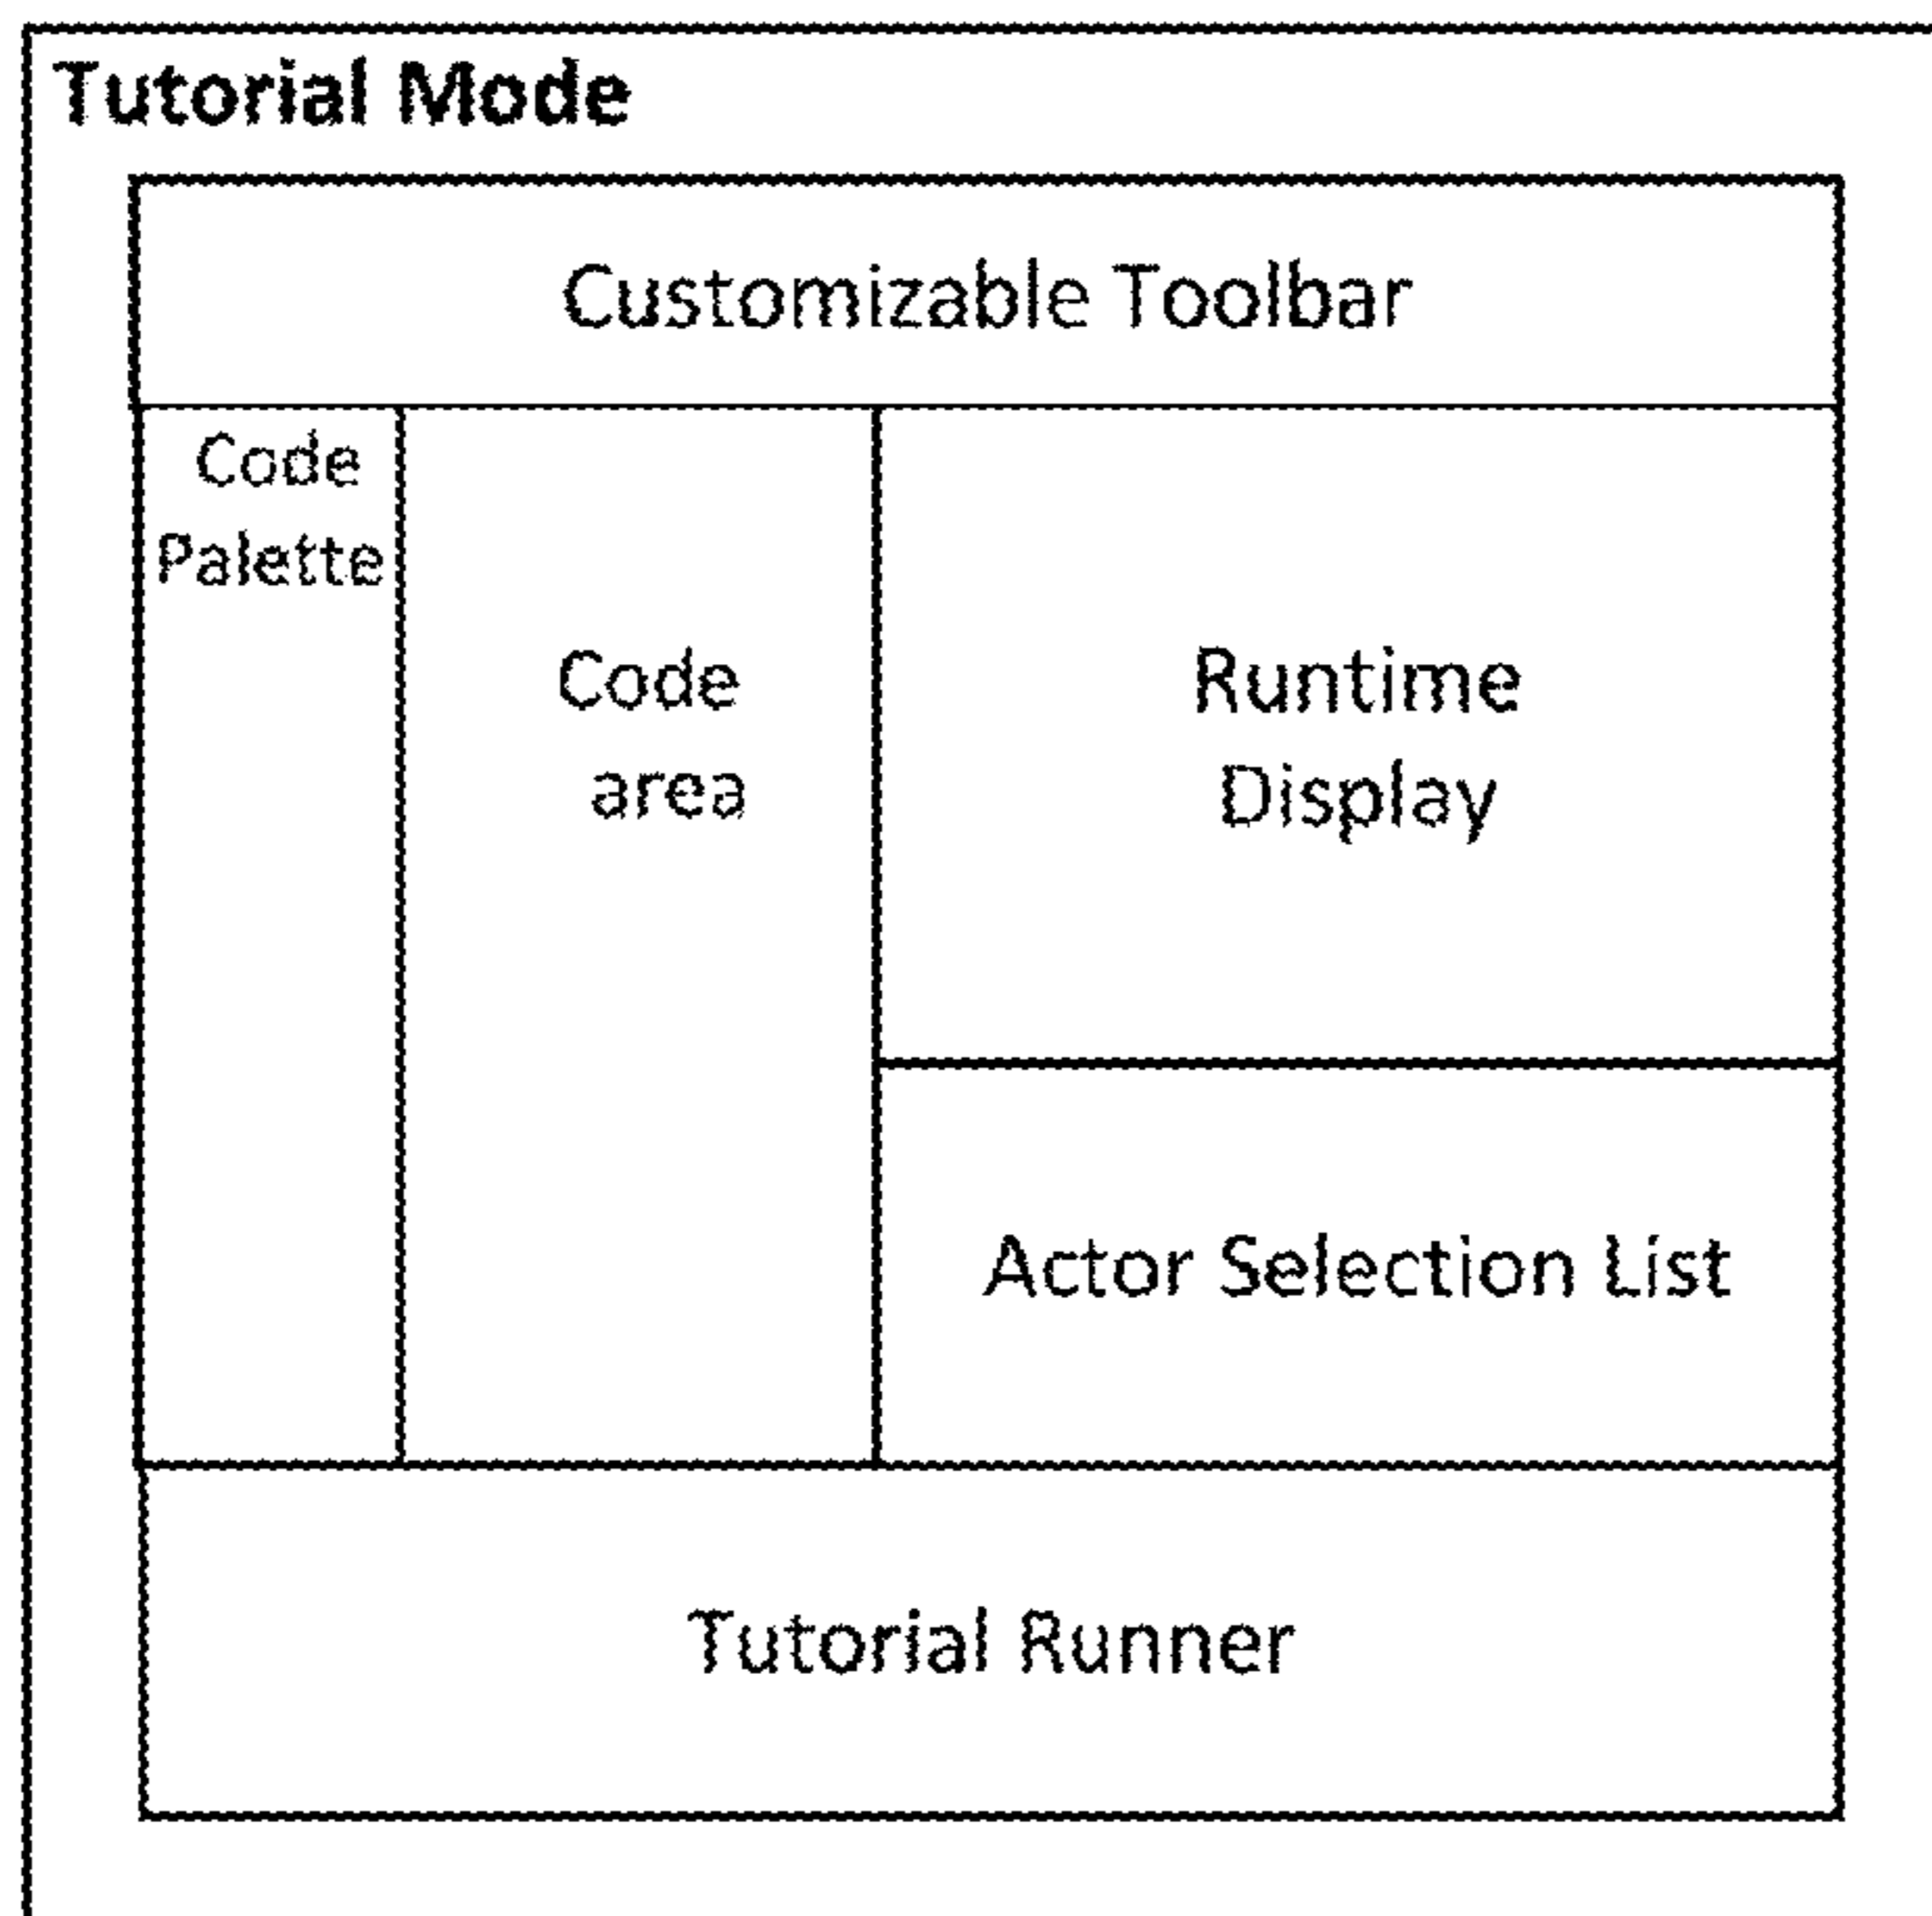 Tutorial Mode
Customizable Toolbar
Code
Palette
Code
area
Runtime
Display
Actor Selection List
Tutorial Runner